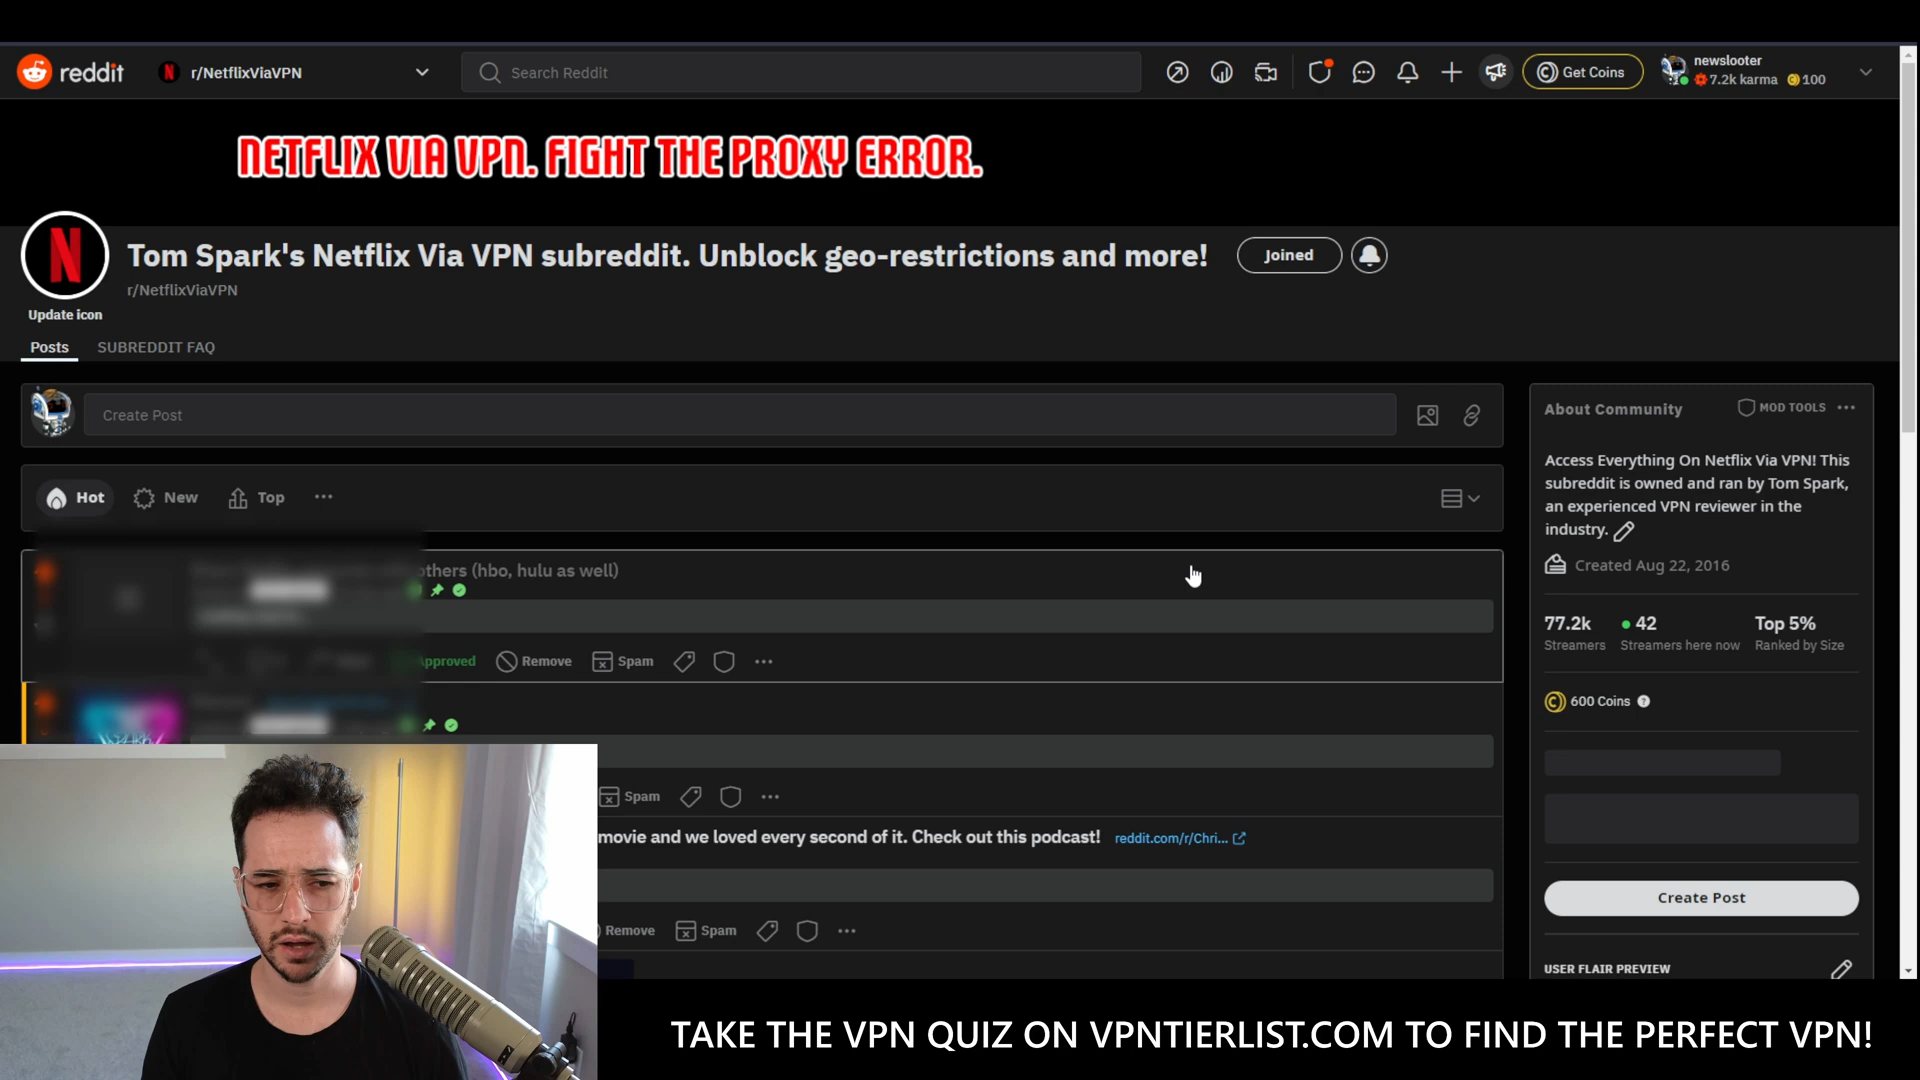 reddit
r/NetflixViaVPN
Search Reddit
Get Coins
newslooter
7.2k karma
100
NETFLIX VIA VPN. FIGHT THE PROXY ERROR.
Tom Spark's Netflix Via VPN subreddit. Unblock geo-restrictions and more!
Joined
r/NetflixViaVPN
Update icon
Posts
SUBREDDIT FAQ
Create Post
Hot
New
Top
others (hbo, hulu as well)
Approved
Remove
Spam
Spam
movie and we loved every second of it. Check out this podcast!
reddit.com/r/Chri...
Remove
Spam
About Community
MOD TOOLS
Access Everything On Netflix Via VPN! This
subreddit is owned and ran by Tom Spark,
an experienced VPN reviewer in the
industry.
Created Aug 22, 2016
77.2k
42
Top 5%
Streamers
Streamers here now
Ranked by Size
600 Coins
Create Post
USER FLAIR PREVIEW
TAKE THE VPN QUIZ ON VPNTIERLIST.COM TO FIND THE PERFECT VPN!